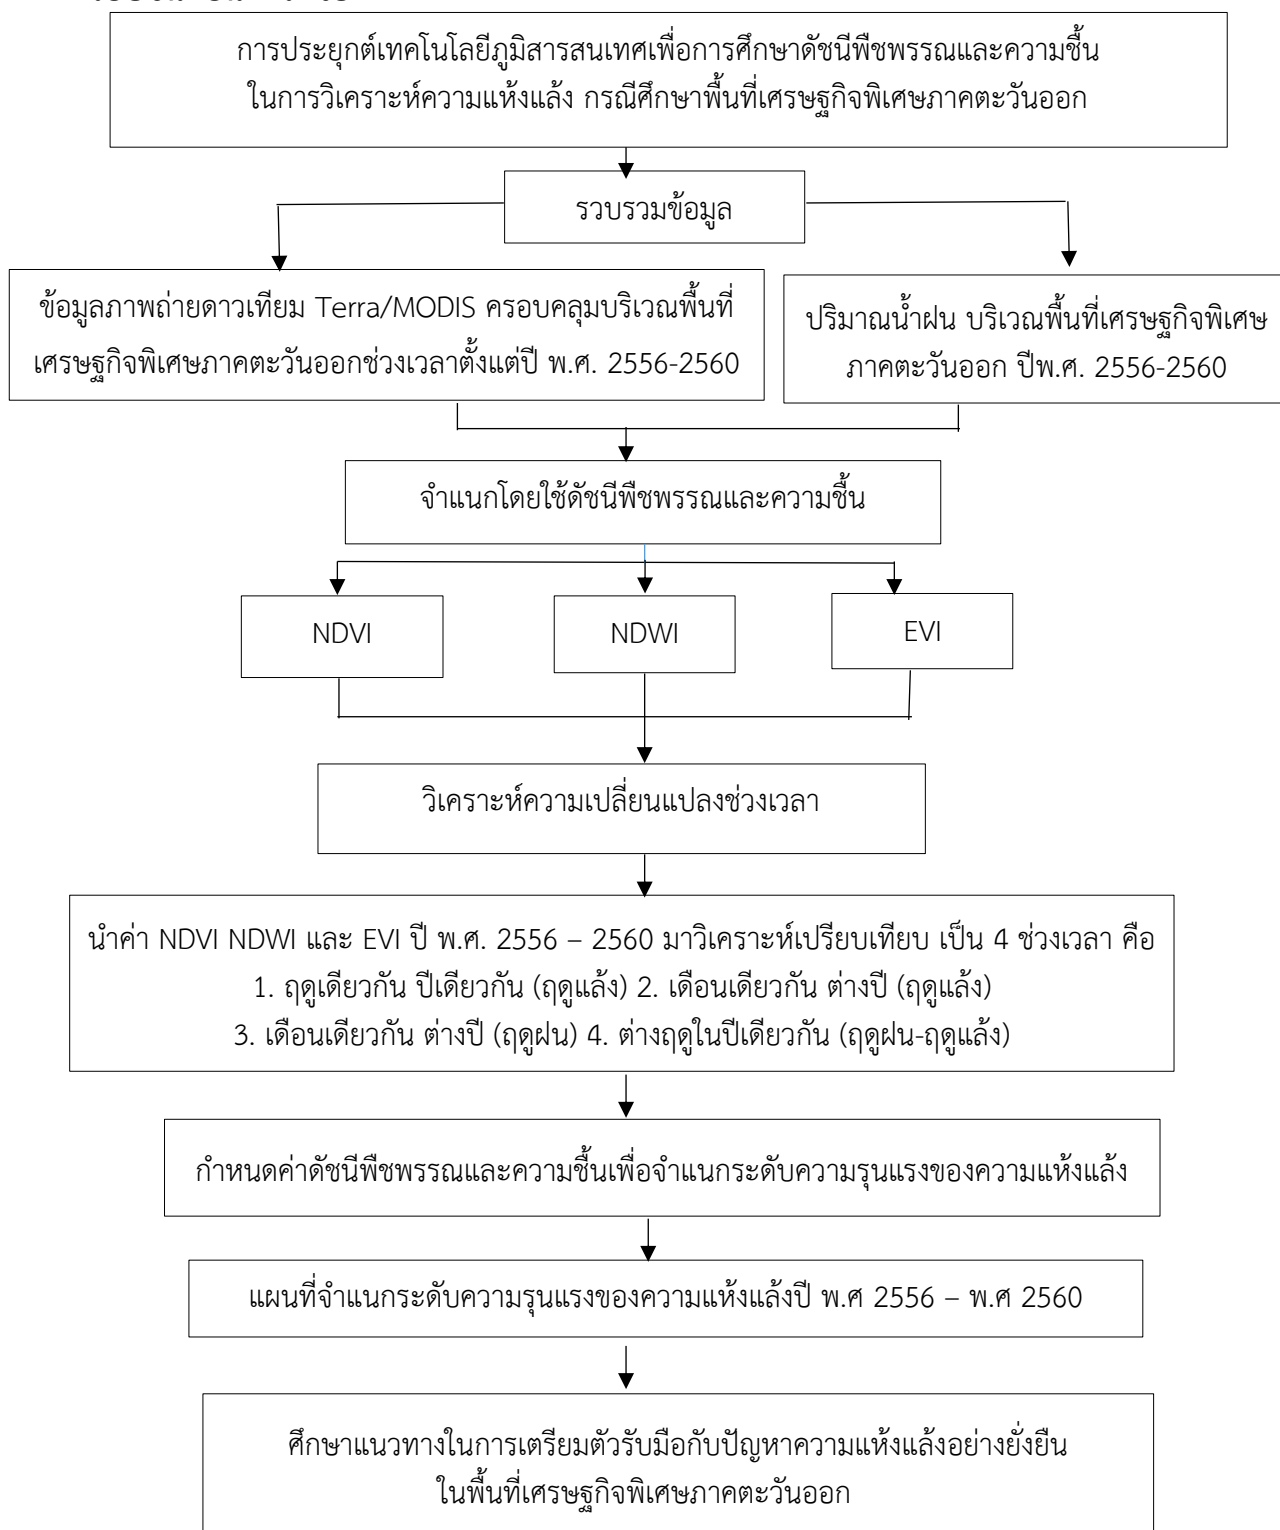 การประยุกต์เทคโนโลยีภูมิสารสนเทศเพื่อการศึกษาดัชนีพืชพรรณและความชื้น
ในการวิเคราะห์ความแห้งแล้ง กรณีศึกษาพื้นที่เศรษฐกิจพิเศษภาคตะวันออก
รวบรวมข้อมูล
ข้อมูลภาพถ่ายดาวเทียม Terra/MODIS ครอบคลุมบริเวณพื้นที่
เศรษฐกิจพิเศษภาคตะวันออกช่วงเวลาตั้งแต่ปี พ.ศ. 2556-2560
ปริมาณน้ำฝน บริเวณพื้นที่เศรษฐกิจพิเศษ
ภาคตะวันออก ปีพ.ศ. 2556-2560
จำแนกโดยใช้ดัชนีพืชพรรณและความชื้น
NDVI
NDWI
EVI
วิเคราะห์ความเปลี่ยนแปลงช่วงเวลา
นำค่า NDVI NDWI และ EVI ปี พ.ศ. 2556 – 2560 มาวิเคราะห์เปรียบเทียบ เป็น 4 ช่วงเวลา คือ
1. ฤดูเดียวกัน ปีเดียวกัน (ฤดูแล้ง) 2. เดือนเดียวกัน ต่างปี (ฤดูแล้ง)
3. เดือนเดียวกัน ต่างปี (ฤดูฝน) 4. ต่างฤดูในปีเดียวกัน (ฤดูฝน-ฤดูแล้ง)
กำหนดค่าดัชนีพืชพรรณและความชื้นเพื่อจำแนกระดับความรุนแรงของความแห้งแล้ง
แผนที่จำแนกระดับความรุนแรงของความแห้งแล้งปี พ.ศ 2556 – พ.ศ 2560
ศึกษาแนวทางในการเตรียมตัวรับมือกับปัญหาความแห้งแล้งอย่างยั่งยืน
ในพื้นที่เศรษฐกิจพิเศษภาคตะวันออก